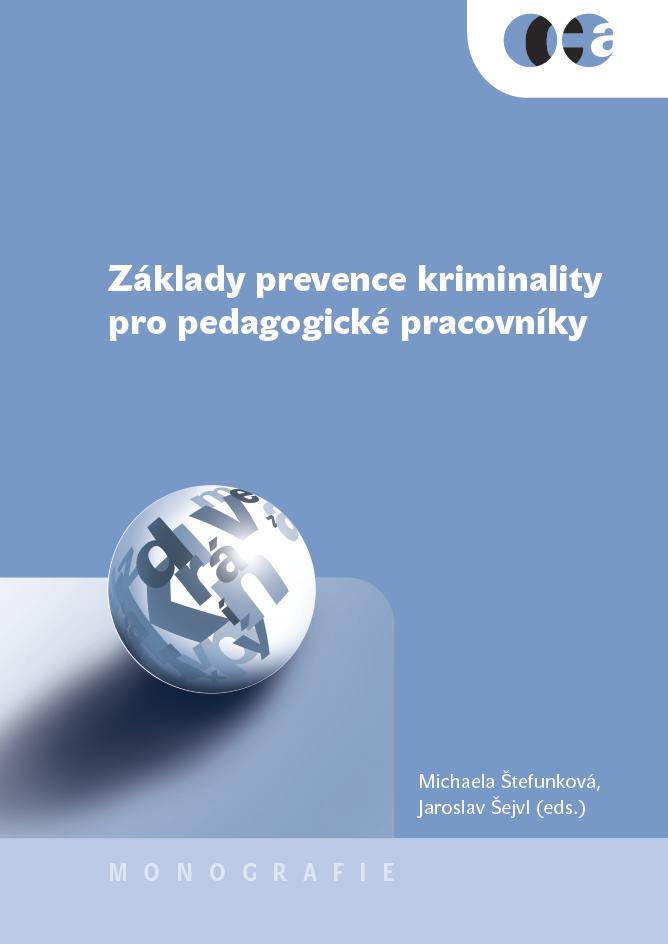 Základy prevence kriminality
pro pedagogické pracovníky
Michaela Štefunková,
Jaroslav Šejvl (eds.)
MONOGRAFIE